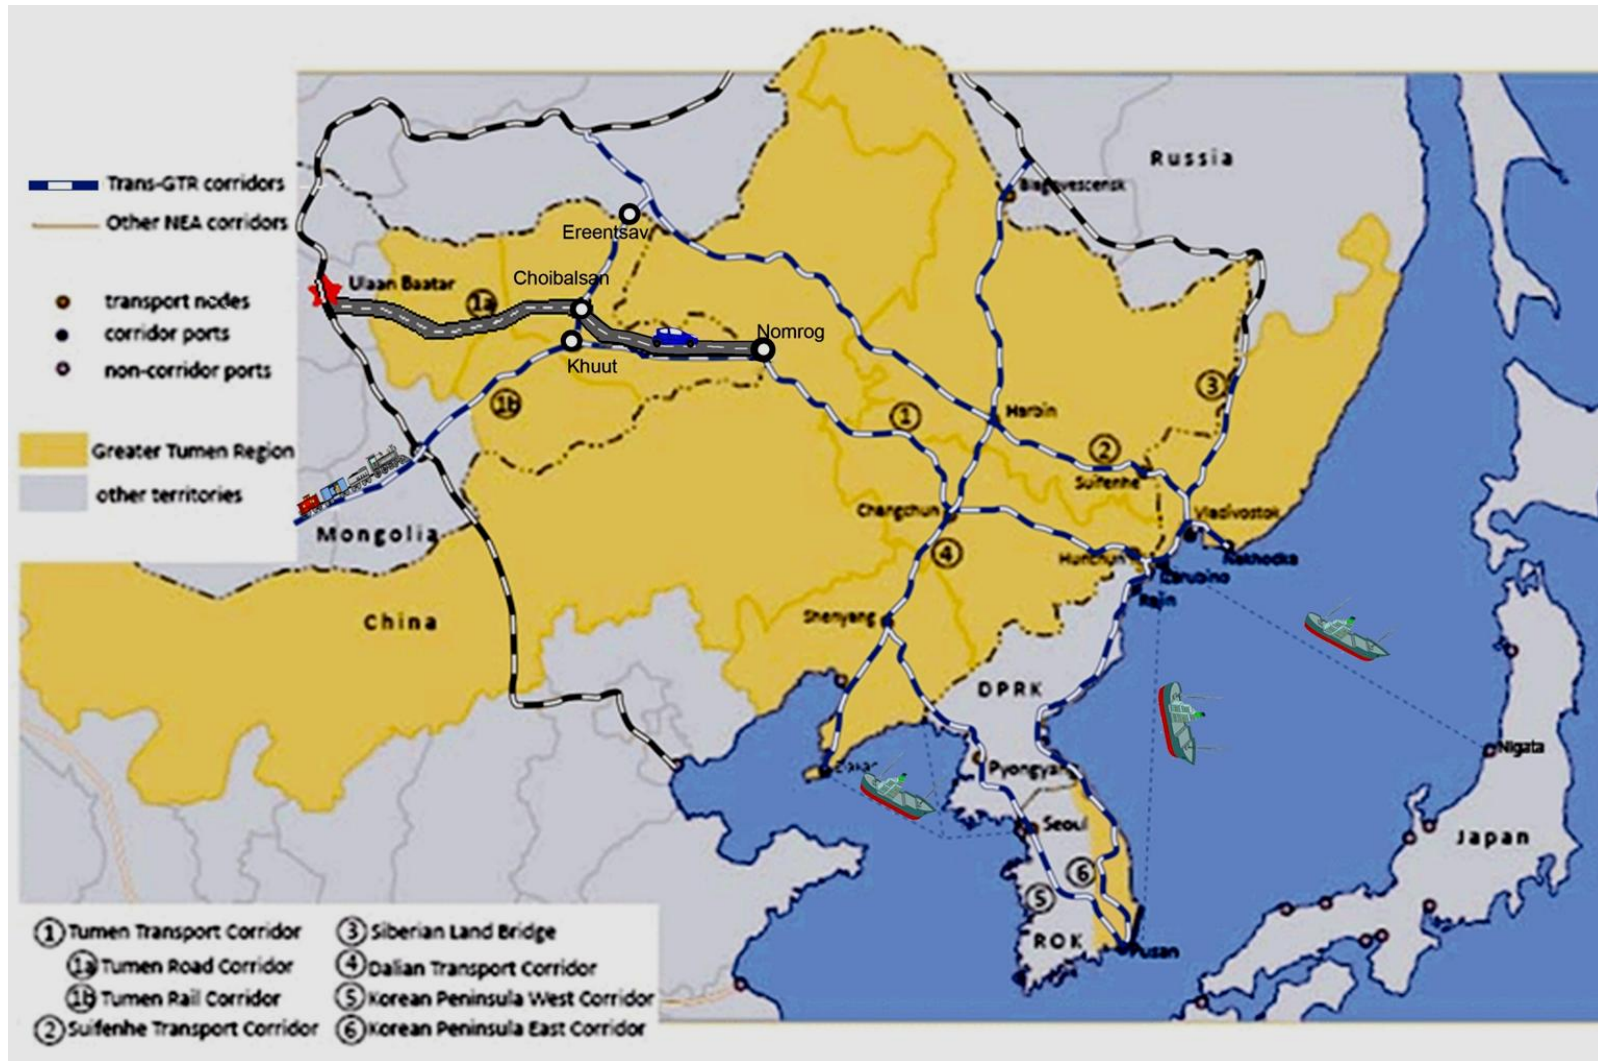 Trans-GTR corridors
Other NEA corridors
transport nodes
corridor ports
non-corridor ports
Greater Tumen Region
other territories
Russia
Blagovescensk
Ereentsav
Choibalsan
Ulaan Baatar
1a
Nomrog
Khuut
1b
3
1
Harbin
2
Suifenhe
Changchun
Vladivostok
Mongolia
4
Hunchun
Nakhodka
Zarubino
Rajin
China
Shenyang
DPRK
Nigata
Pyongyang
Seoul
Japan
6
5
ROK
Pusan
1 Tumen Transport Corridor
1a Tumen Road Corridor
1b Tumen Rail Corridor
2 Suifenhe Transport Corridor
3 Siberian Land Bridge
4 Dalian Transport Corridor
5 Korean Peninsula West Corridor
6 Korean Peninsula East Corridor